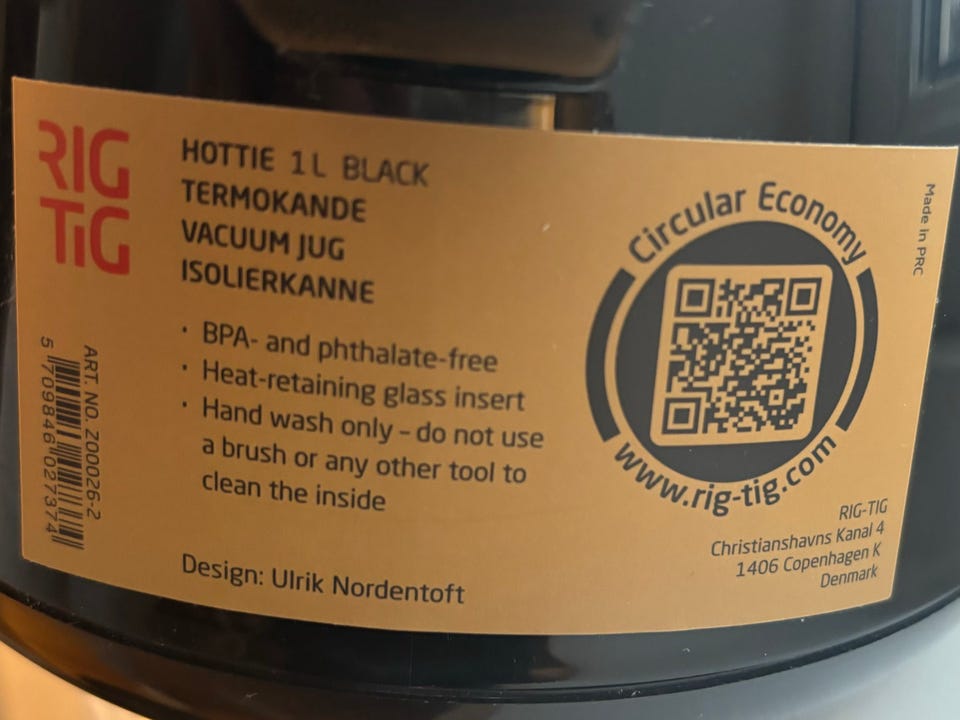 RIG
TiG
HOTTIE 1L BLACK
TERMOKANDE
VACUUM JUG
ISOLIERKANNE
· BPA- and phthalate-free
· Heat-retaining glass insert
· Hand wash only – do not use
a brush or any other tool to
clean the inside
Design: Ulrik Nordentoft
ART. NO. Z00026-2
5 709846 027374
Circular Economy
www.rig-tig.com
Made in PRC
RIG-TIG
Christianshavns Kanal 4
1406 Copenhagen K
Denmark